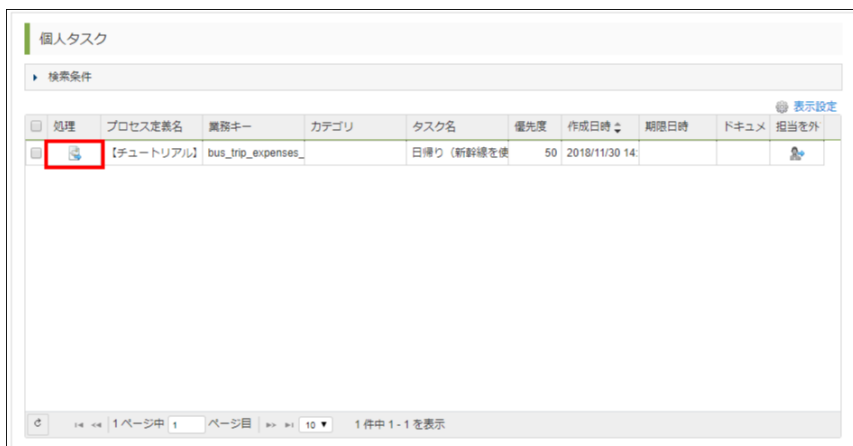 個人タスク
検索条件
表示設定
処理 プロセス定義名 業務キー カテゴリ タスク名 優先度 作成日時 期限日時 ドキュメ 担当を外
【チュートリアル】 bus_trip_expenses_ 日帰り（新幹線を使 50 2018/11/30 14:
1 ページ中 1 ページ目 10 1 件中 1 - 1 を表示